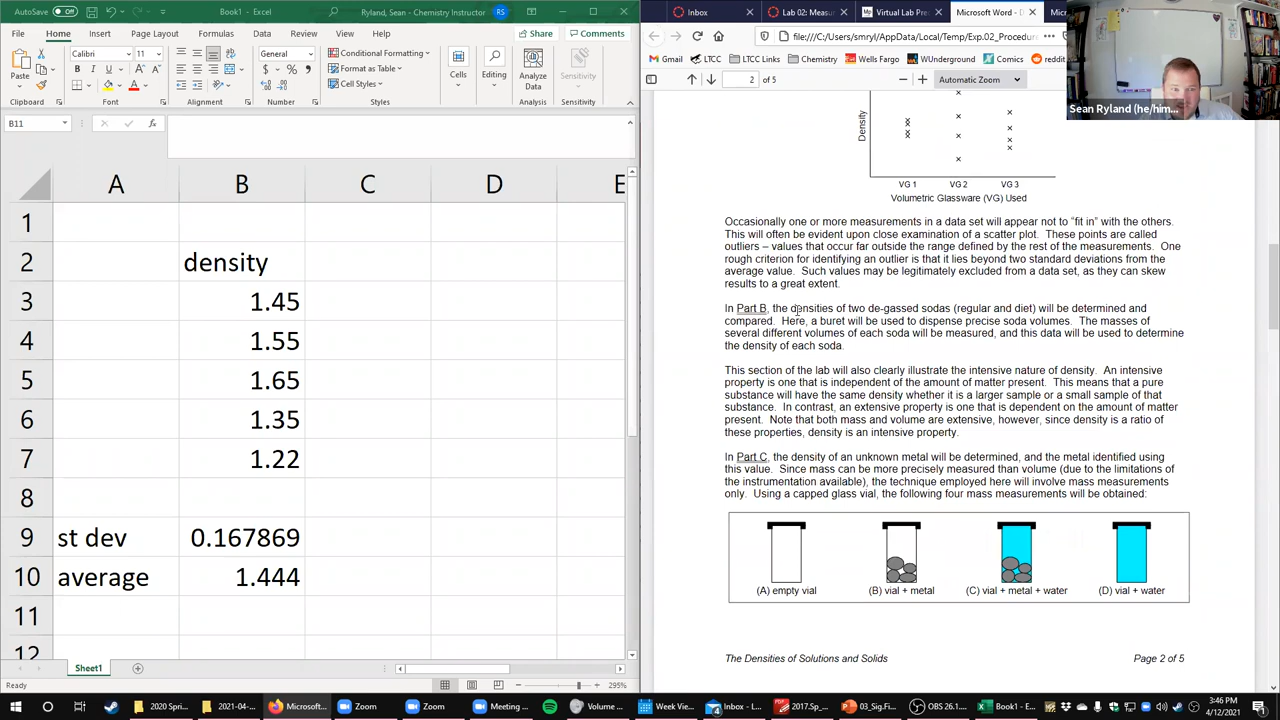 AutoSave Off Book1 - Excel Ryland, Sean - Chemistry Instructor RS
File Home Insert Page Layout Formulas Data Review View Help Share Comments
Paste Calibri 11 General Conditional Formatting Cells Editing Analyze Data Sensitivity
Format as Table
Cell Styles
Clipboard Font Alignment Number Styles Analysis Sensitivity
B11 fx
A B C D E
1
2 density
3 1.45
4 1.55
5 1.65
6 1.35
7 1.22
8
9 st dev 0.167869
10 average 1.444
11
12
Sheet1
Ready 295%
Inbox Lab 02: Measu Virtual Lab Pre Microsoft Word - D Mi
file:///C:/Users/smryl/AppData/Local/Temp/Exp.02_Procedur
Gmail LTCC LTCC Links Chemistry Wells Fargo WUnderground Comics reddit
2 of 5 Automatic Zoom
Sean Ryland (he/him...
Density
VG 1 VG 2 VG 3
Volumetric Glassware (VG) Used
Occasionally one or more measurements in a data set will appear not to “fit in” with the others.
This will often be evident upon close examination of a scatter plot. These points are called
outliers – values that occur far outside the range defined by the rest of the measurements. One
rough criterion for identifying an outlier is that it lies beyond two standard deviations from the
average value. Such values may be legitimately excluded from a data set, as they can skew
results to a great extent.
In Part B, the densities of two de-gassed sodas (regular and diet) will be determined and
compared. Here, a buret will be used to dispense precise soda volumes. The masses of
several different volumes of each soda will be measured, and this data will be used to determine
the density of each soda.
This section of the lab will also clearly illustrate the intensive nature of density. An intensive
property is one that is independent of the amount of matter present. This means that a pure
substance will have the same density whether it is a larger sample or a small sample of that
substance. In contrast, an extensive property is one that is dependent on the amount of matter
present. Note that both mass and volume are extensive, however, since density is a ratio of
these properties, density is an intensive property.
In Part C, the density of an unknown metal will be determined, and the metal identified using
this value. Since mass can be more precisely measured than volume (due to the limitations of
the instrumentation available), the technique employed here will involve mass measurements
only. Using a capped glass vial, the following four mass measurements will be obtained:
(A) empty vial (B) vial + metal (C) vial + metal + water (D) vial + water
The Densities of Solutions and Solids Page 2 of 5
2020 Spri... 2021-04-... Microsoft... Zoom Zoom Meeting ... Volume ... Week Vie... Inbox - L... 2017.Sp_... 03_Sig.Fi... OBS 26.1... Book1 - E... 3:46 PM
4/12/2021